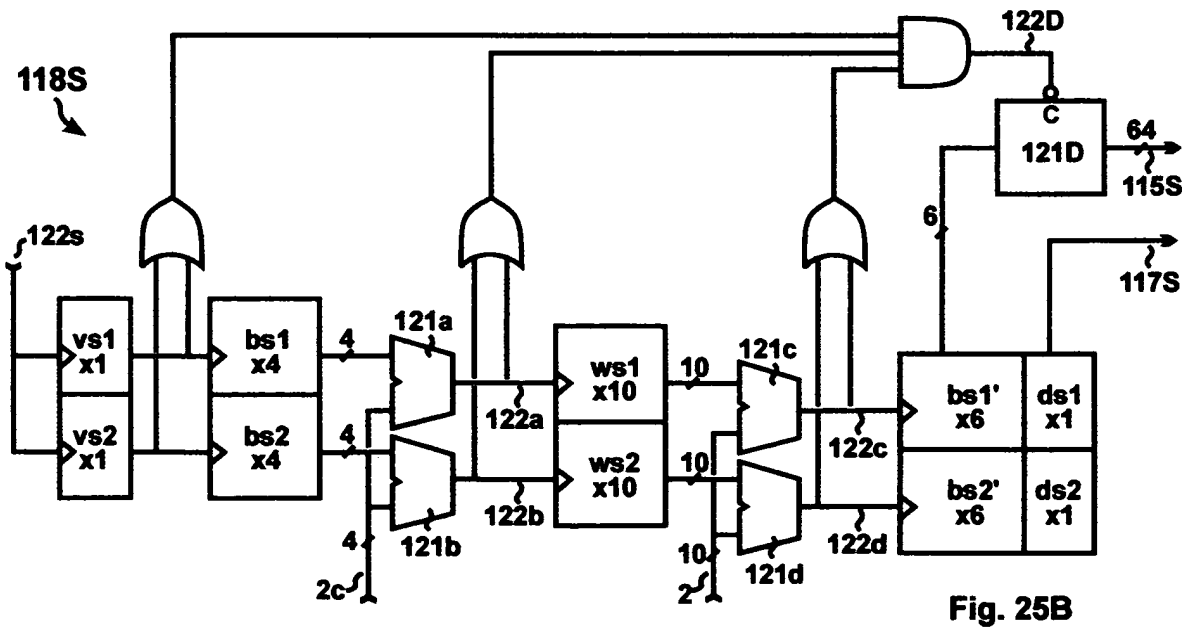 122D
118S
C
121D
64
115S
6
122s
117S
vs1
x1
bs1
x4
4
121a
ws1
x10
10
121c
bs1'
x6
ds1
x1
122a
122c
vs2
x1
bs2
x4
4
ws2
x10
10
bs2'
x6
ds2
x1
122b
122d
4
121b
10
121d
2c
2
Fig. 25B